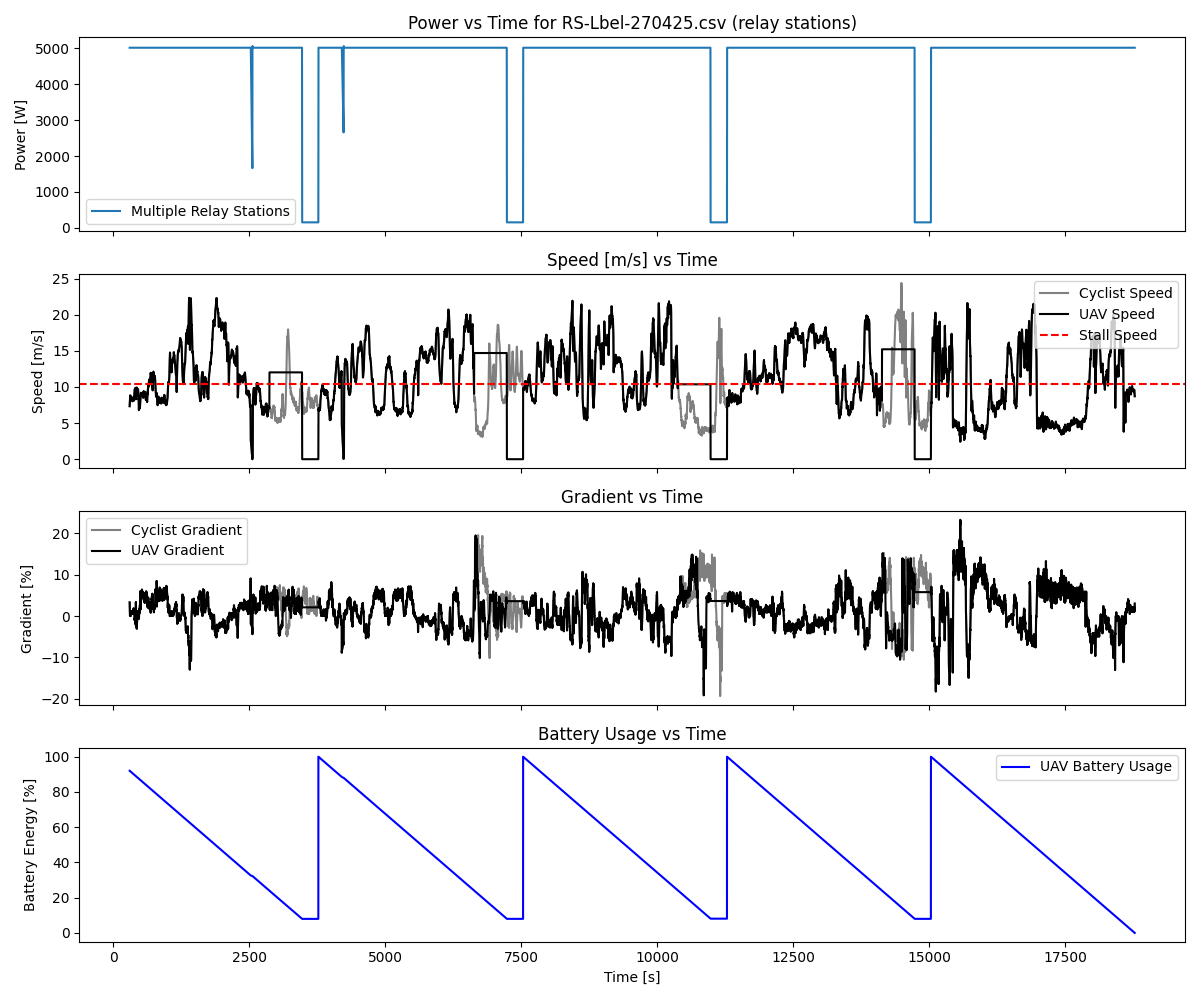 Power vs Time for RS-Lbel-270425.csv (relay stations)
5000
4000
3000
2000
1000
0
Power [W]
Multiple Relay Stations
Speed [m/s] vs Time
25
20
15
10
5
0
Speed [m/s]
Cyclist Speed
UAV Speed
Stall Speed
Gradient vs Time
20
10
0
−10
−20
Gradient [%]
Cyclist Gradient
UAV Gradient
Battery Usage vs Time
100
80
60
40
20
0
Battery Energy [%]
UAV Battery Usage
0 2500 5000 7500 10000 12500 15000 17500
Time [s]